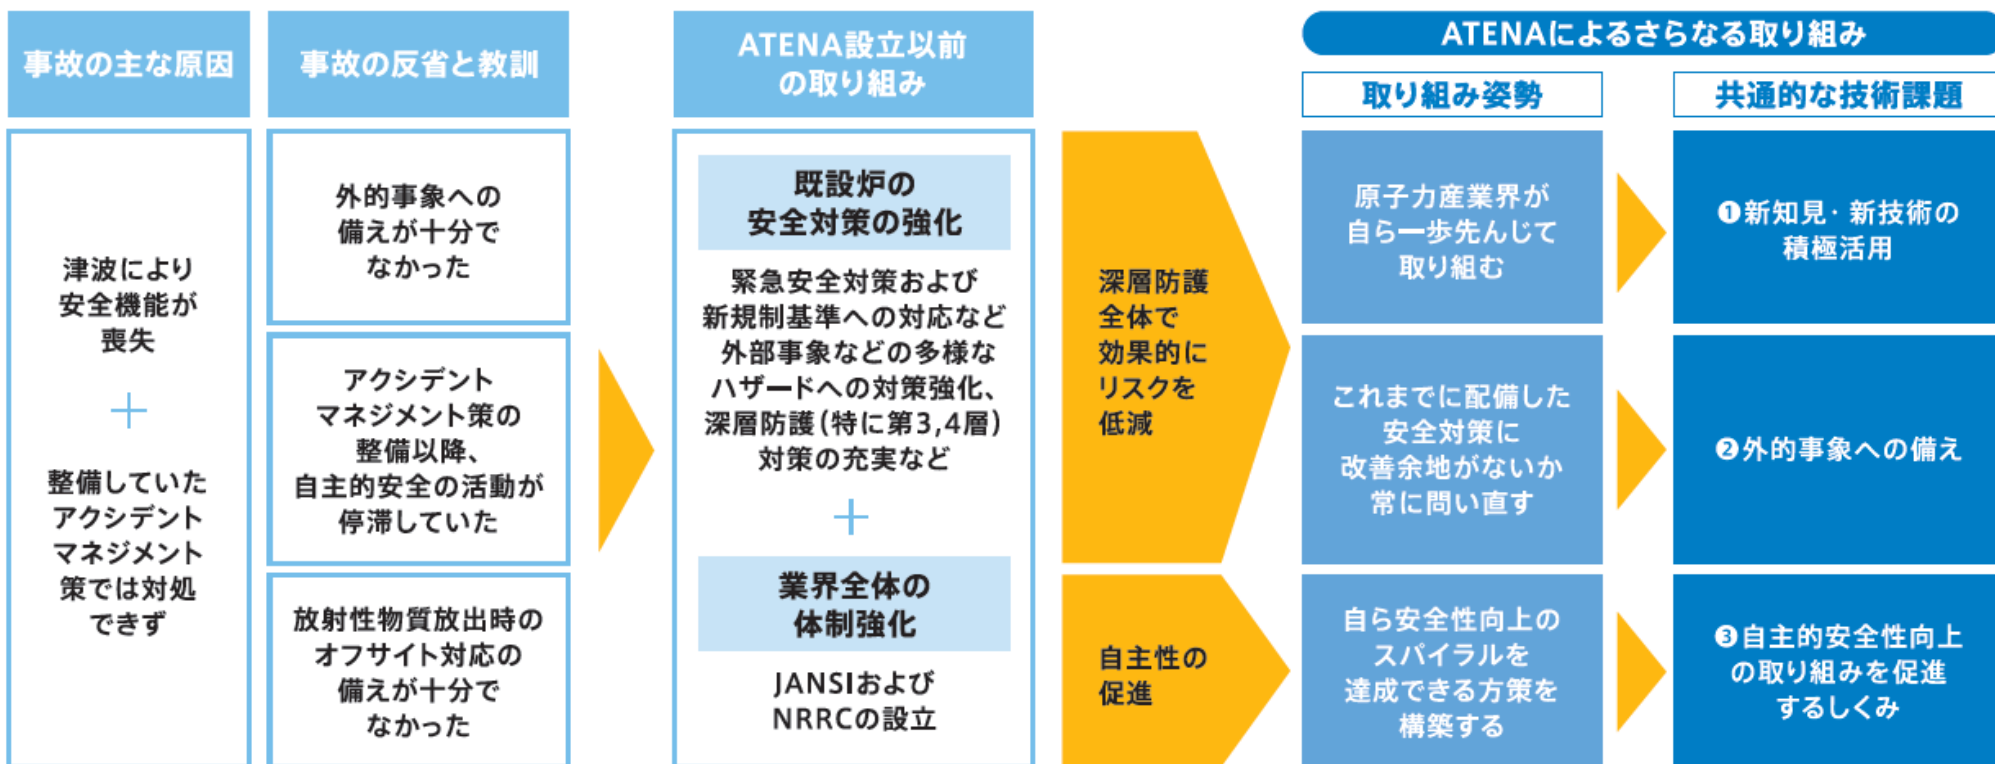 事故の主な原因
津波により
安全機能が
喪失
＋
整備していた
アクシデント
マネジメント
策では対処
できず
事故の反省と教訓
外的事象への
備えが十分で
なかった
アクシデント
マネジメント策の
整備以降、
自主的安全の活動が
停滞していた
放射性物質放出時の
オフサイト対応の
備えが十分で
なかった
ATENA設立以前
の取り組み
既設炉の
安全対策の強化
緊急安全対策および
新規制基準への対応など
外部事象などの多様な
ハザードへの対策強化、
深層防護（特に第3,4層）
対策の充実など
＋
業界全体の
体制強化
JANSIおよび
NRRCの設立
深層防護
全体で
効果的に
リスクを
低減
自主性の
促進
ATENAによるさらなる取り組み
取り組み姿勢
原子力産業界が
自ら一歩先んじて
取り組む
これまでに配備した
安全対策に
改善余地がないか
常に問い直す
自ら安全性向上の
スパイラルを
達成できる方策を
構築する
共通的な技術課題
❶新知見・新技術の
積極活用
❷外的事象への備え
❸自主的安全性向上
の取り組みを促進
するしくみ